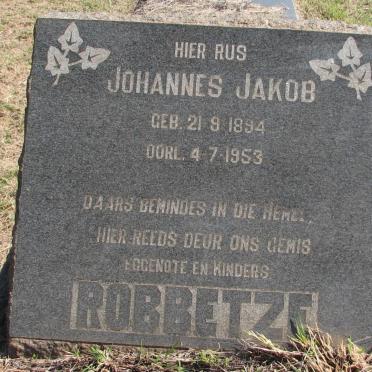 HIER RUS
JOHANNES JAKOB
GEB. 21·9·1894
OORL. 4·7·1953
DAAR'S BEMINDES IN DIE HEMEL,
HIER REEDS DEUR ONS GEMIS
EGGENOTE EN KINDERS
ROBBETZE